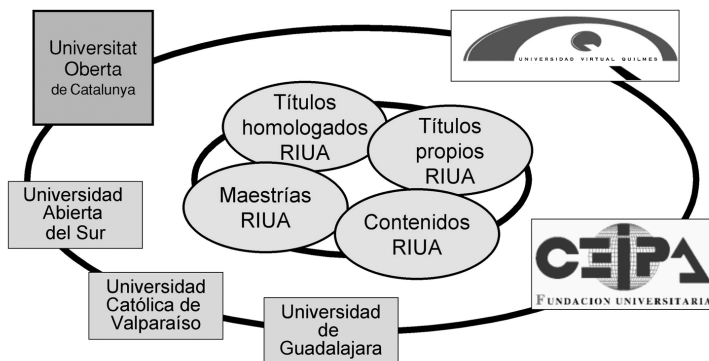 Universitat
Oberta
de Catalunya
UNIVERSIDAD VIRTUAL QUILMES
Títulos
homologados
RIUA
Títulos
propios
RIUA
Maestrías
RIUA
Contenidos
RIUA
Universidad
Abierta
del Sur
CEIPA
FUNDACION UNIVERSITARIA
Universidad
Católica de
Valparaíso
Universidad
de
Guadalajara